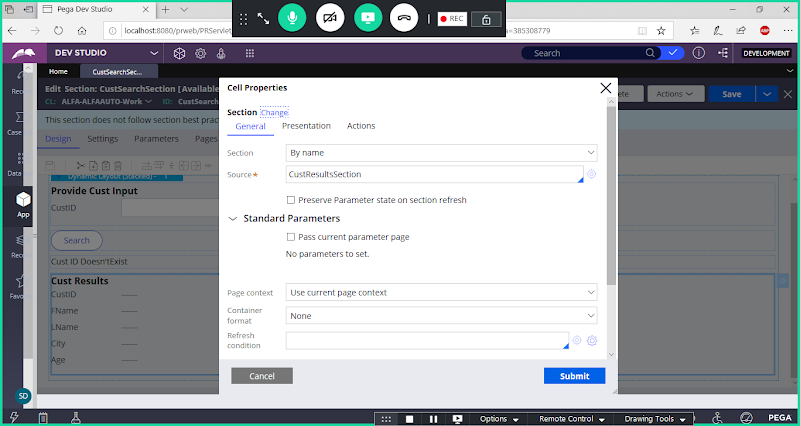 Pega Dev Studio
localhost:8080/prweb/PRServlet
=385308779
REC
DEV STUDIO
Search
DEVELOPMENT
Home
CustSearchSec...
Edit Section: CustSearchSection [Available
CL: ALFA-ALFAAUTO-Work
ID: CustSearch
Actions
Save
This section does not follow section best prac
Design
Settings
Parameters
Pages
Case
Data
App
Reco
Favo
SD
Dynamic Layout (Stacked) - 1
Provide Cust Input
CustID
Search
Cust ID Doesn'tExist
Cust Results
CustID ------
FName ------
LName ------
City ------
Age ------
Cell Properties
Section Change
General
Presentation
Actions
Section
By name
Source★
CustResultsSection
Preserve Parameter state on section refresh
Standard Parameters
Pass current parameter page
No parameters to set.
Page context
Use current page context
Container format
None
Refresh condition
Cancel
Submit
Options
Remote Control
Drawing Tools
PEGA